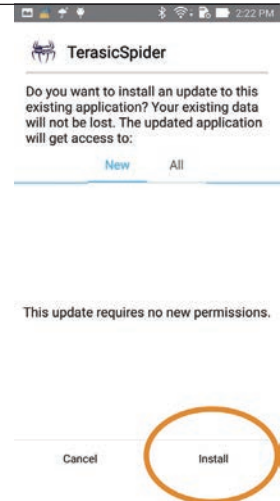 2:22 PM
TerasicSpider
Do you want to install an update to this
existing application? Your existing data
will not be lost. The updated application
will get access to:
New All
This update requires no new permissions.
Cancel Install